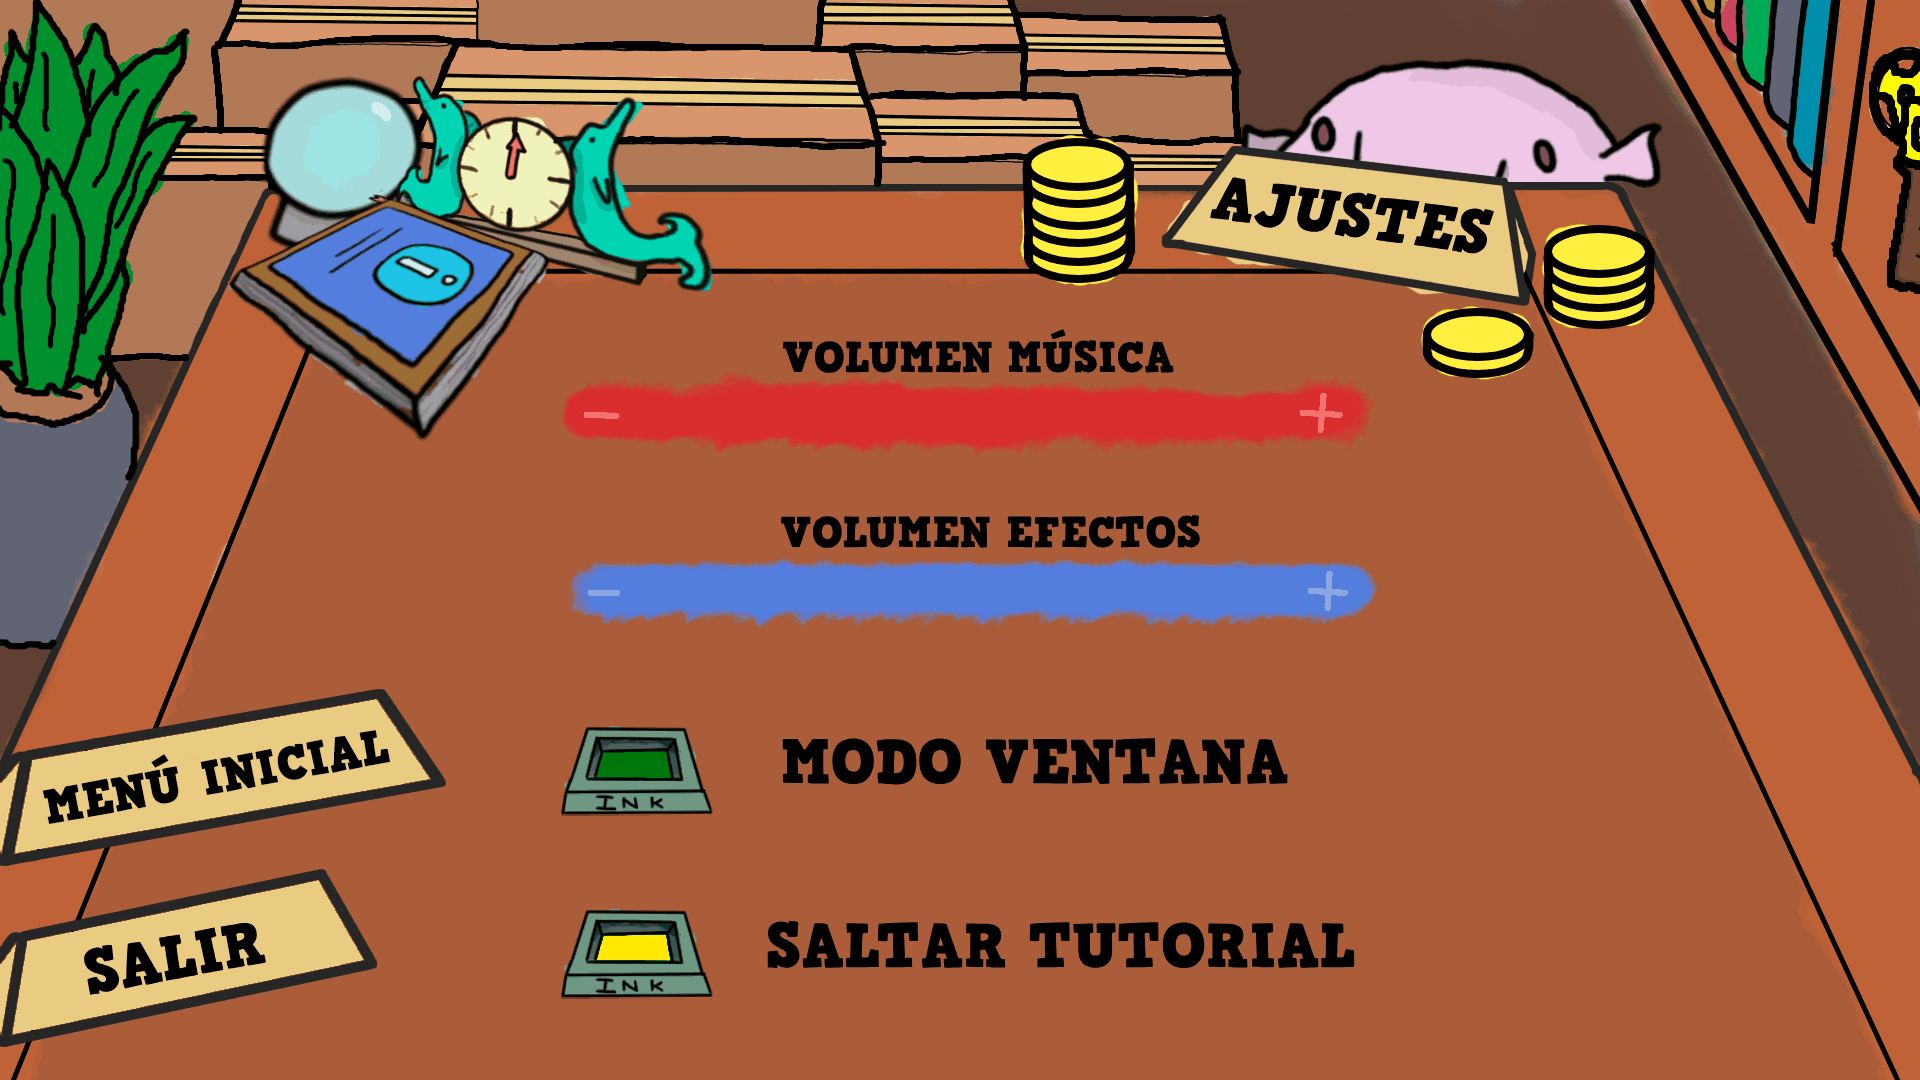 AJUSTES
VOLUMEN MÚSICA
VOLUMEN EFECTOS
MENÚ INICIAL
MODO VENTANA
INK
SALIR
SALTAR TUTORIAL
INK